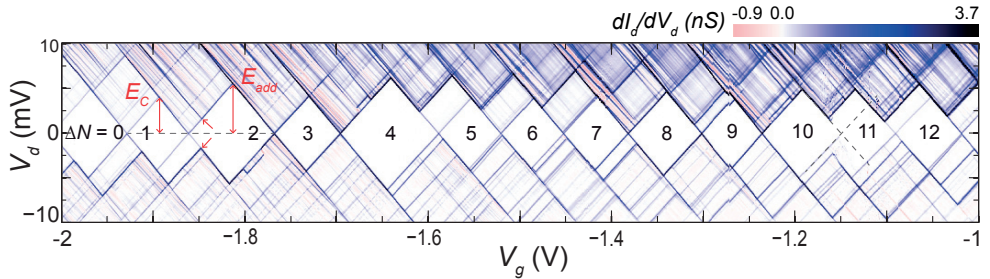 dI_d/dV_d (nS)
-0.9 0.0 3.7
V_d (mV)
10
0
−10
E_C
E_add
ΔN = 0 1 2 3 4 5 6 7 8 9 10 11 12
-2 −1.8 −1.6 −1.4 −1.2 -1
V_g (V)